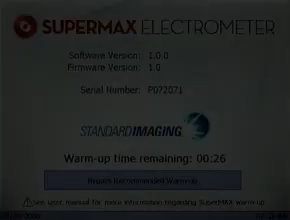 SUPERMAX ELECTROMETER
Software Version: 1.0.0
Firmware Version: 1.0
Serial Number: P072071
STANDARD IMAGING
Warm-up time remaining: 00:26
Bypass Recommended Warm-up
See user manual for more information regarding SuperMAX warm-up